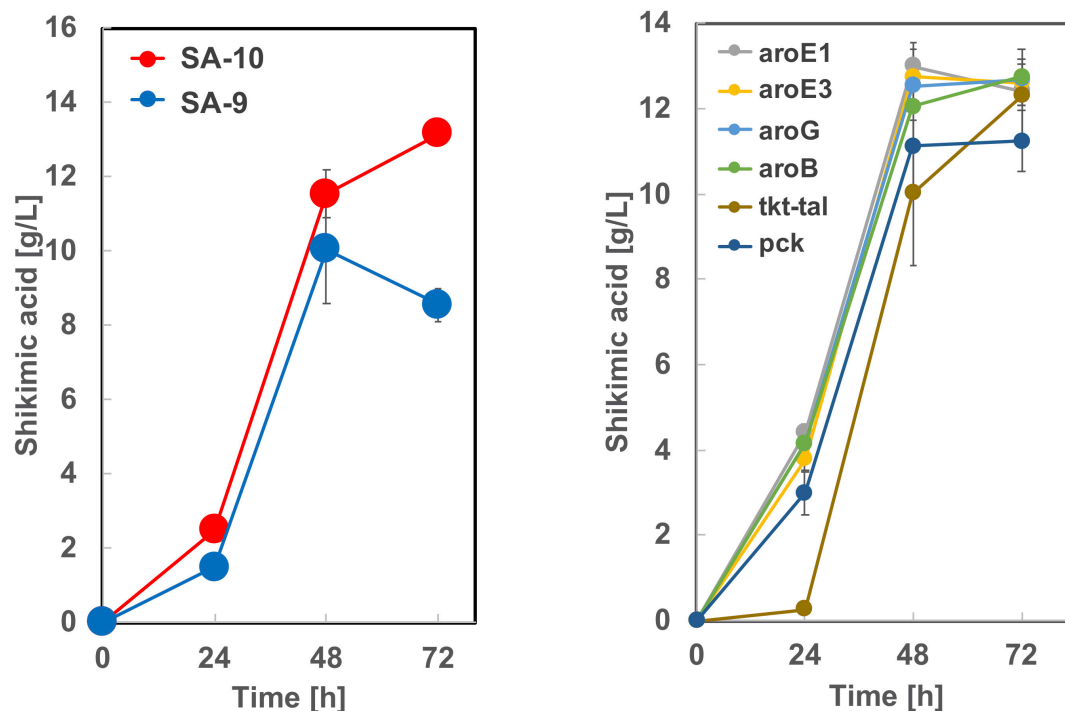 16
14
12
10
8
6
4
2
0
Shikimic acid [g/L]
SA-10
SA-9
0 24 48 72
Time [h]
14
12
10
8
6
4
2
0
Shikimic acid [g/L]
aroE1
aroE3
aroG
aroB
tkt-tal
pck
0 24 48 72
Time [h]